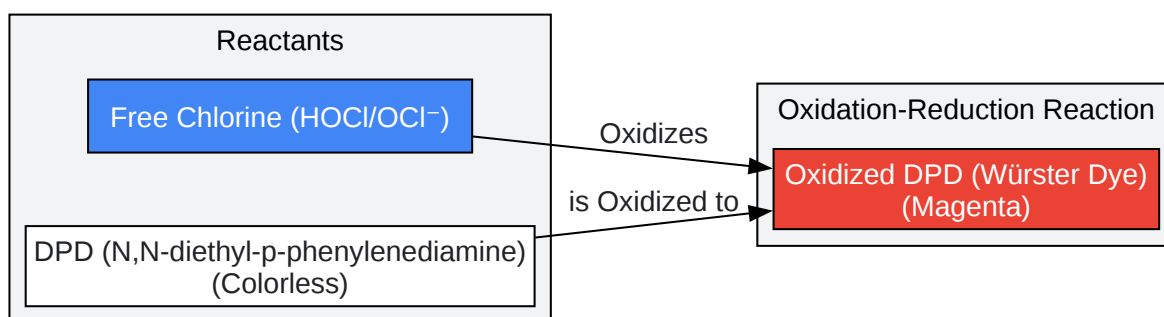 Reactants
Free Chlorine (HOCl/OCl⁻)
DPD (N,N-diethyl-p-phenylenediamine)
(Colorless)
Oxidizes
is Oxidized to
Oxidation-Reduction Reaction
Oxidized DPD (Würster Dye)
(Magenta)